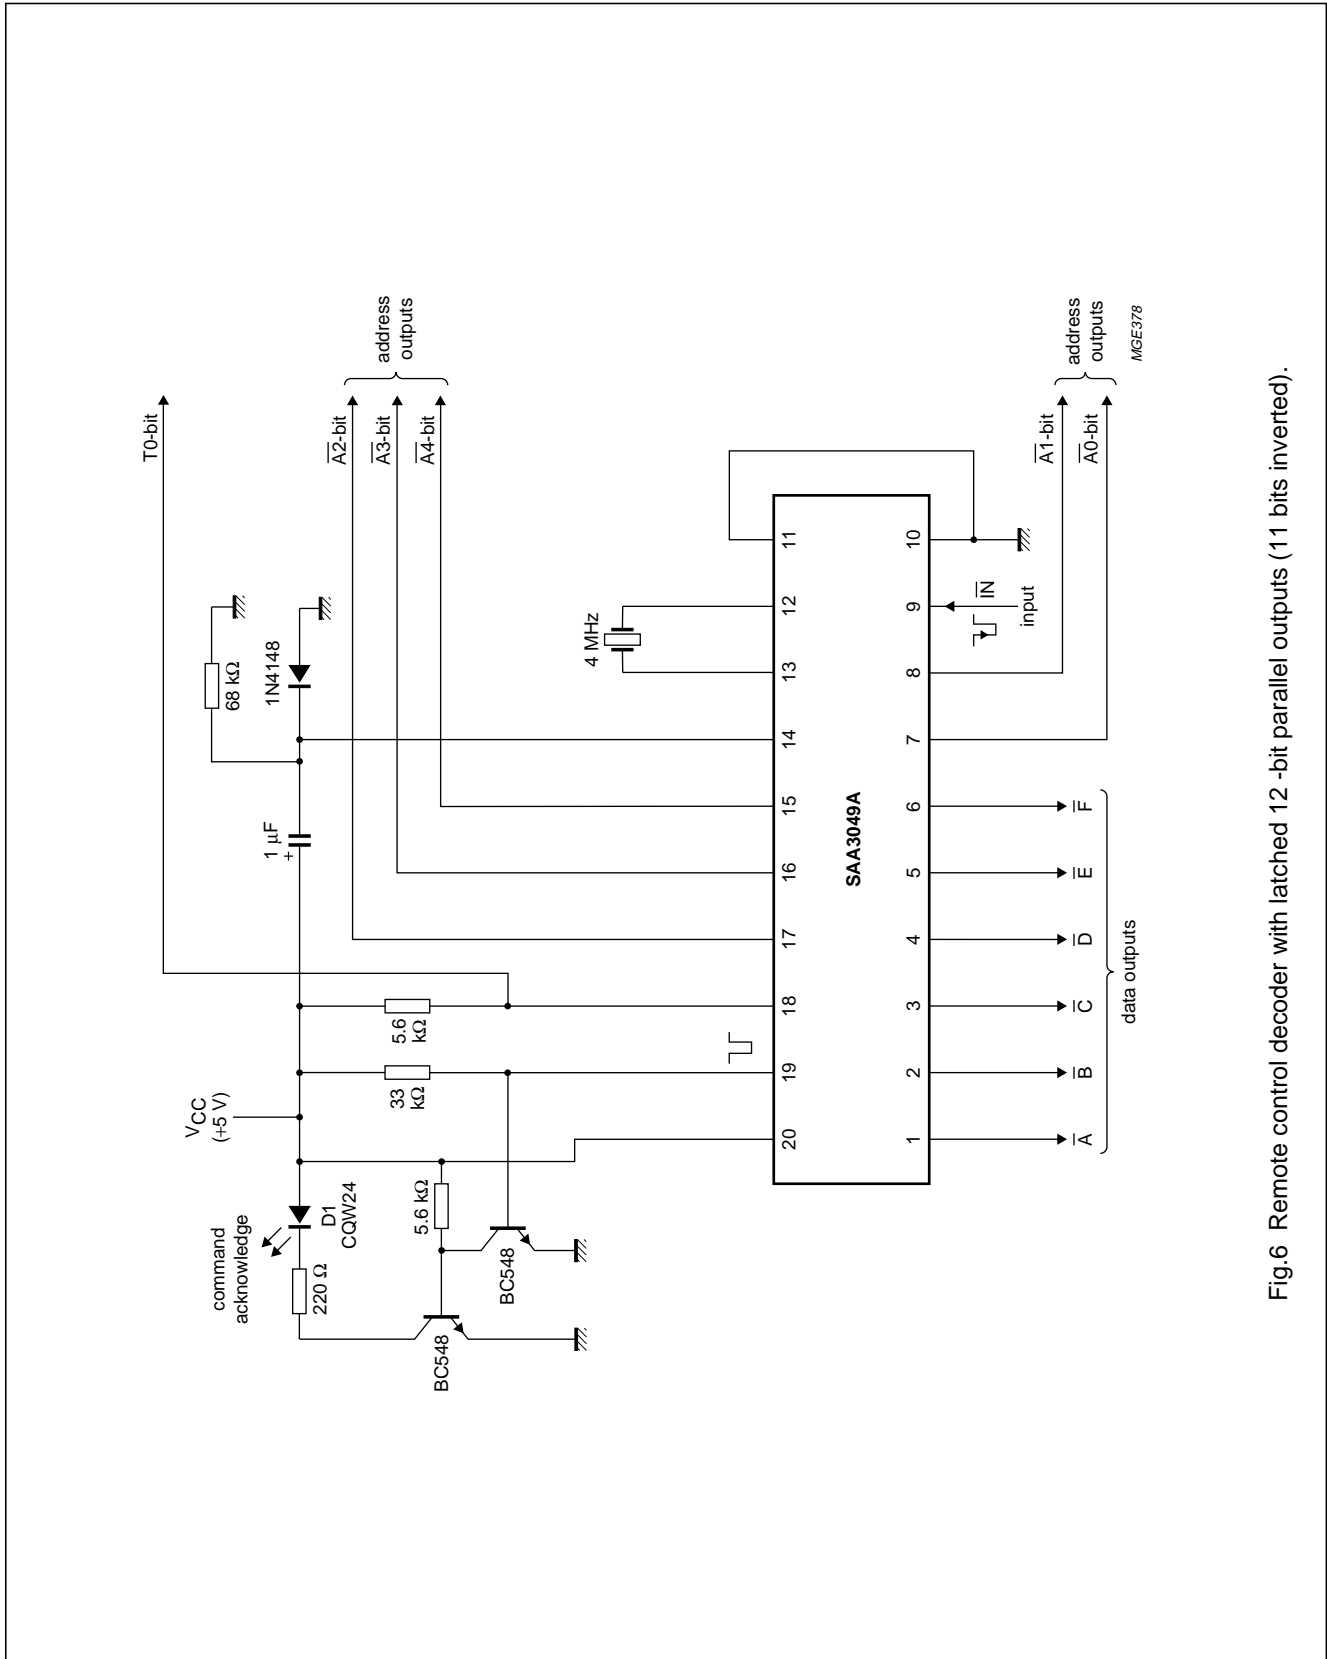 T0-bit
A2-bit
A3-bit
A4-bit
address
outputs
68 kΩ
1N4148
1 μF
+
5.6
kΩ
33
kΩ
VCC
(+5 V)
command
acknowledge
D1
CQW24
220 Ω
5.6 kΩ
BC548
BC548
4 MHz
20
19
18
17
16
15
14
13
12
11
SAA3049A
1
2
3
4
5
6
7
8
9
10
A
B
C
D
E
F
data outputs
IN
input
A1-bit
A0-bit
address
outputs
MGE378
Fig.6 Remote control decoder with latched 12 -bit parallel outputs (11 bits inverted).